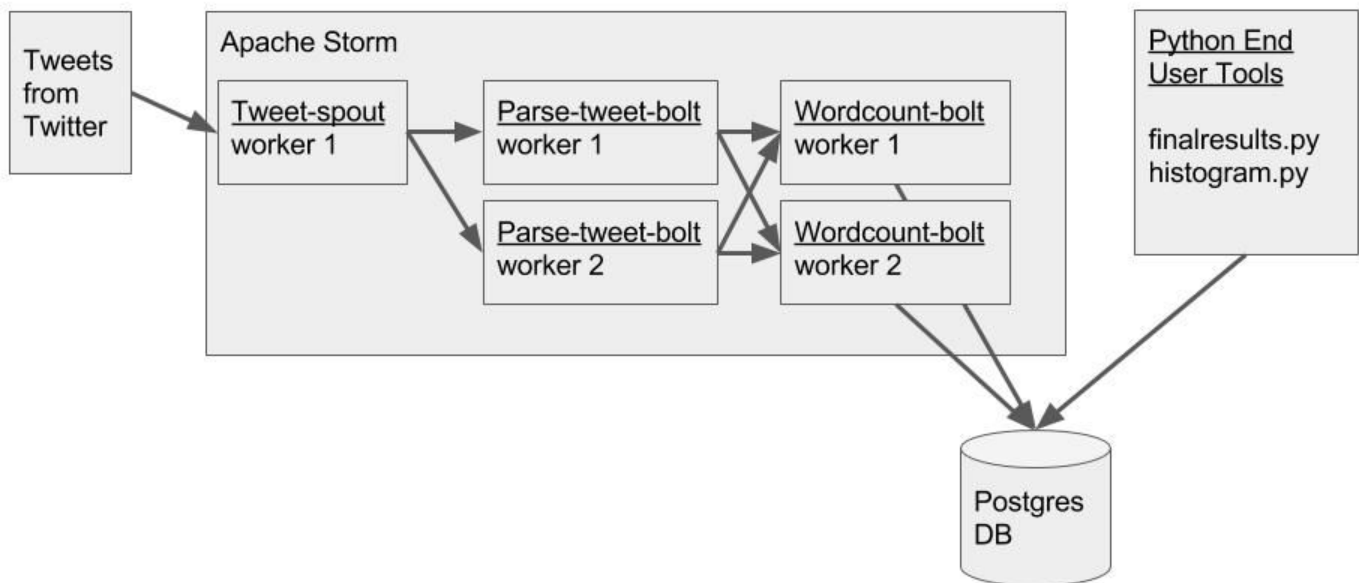 Tweets
from
Twitter
Apache Storm
Tweet-spout
worker 1
Parse-tweet-bolt
worker 1
Wordcount-bolt
worker 1
Parse-tweet-bolt
worker 2
Wordcount-bolt
worker 2
Python End
User Tools
finalresults.py
histogram.py
Postgres
DB